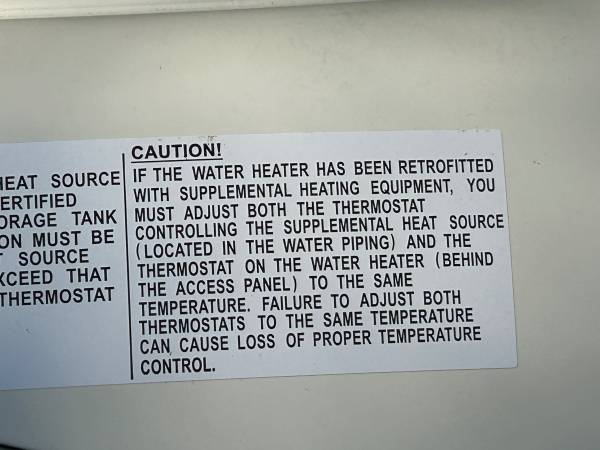 HEAT SOURCE
ERTIFIED
ORAGE TANK
ON MUST BE
SOURCE
XCEED THAT
THERMOSTAT
CAUTION!
IF THE WATER HEATER HAS BEEN RETROFITTED
WITH SUPPLEMENTAL HEATING EQUIPMENT, YOU
MUST ADJUST BOTH THE THERMOSTAT
CONTROLLING THE SUPPLEMENTAL HEAT SOURCE
(LOCATED IN THE WATER PIPING) AND THE
THERMOSTAT ON THE WATER HEATER (BEHIND
THE ACCESS PANEL) TO THE SAME
TEMPERATURE. FAILURE TO ADJUST BOTH
THERMOSTATS TO THE SAME TEMPERATURE
CAN CAUSE LOSS OF PROPER TEMPERATURE
CONTROL.